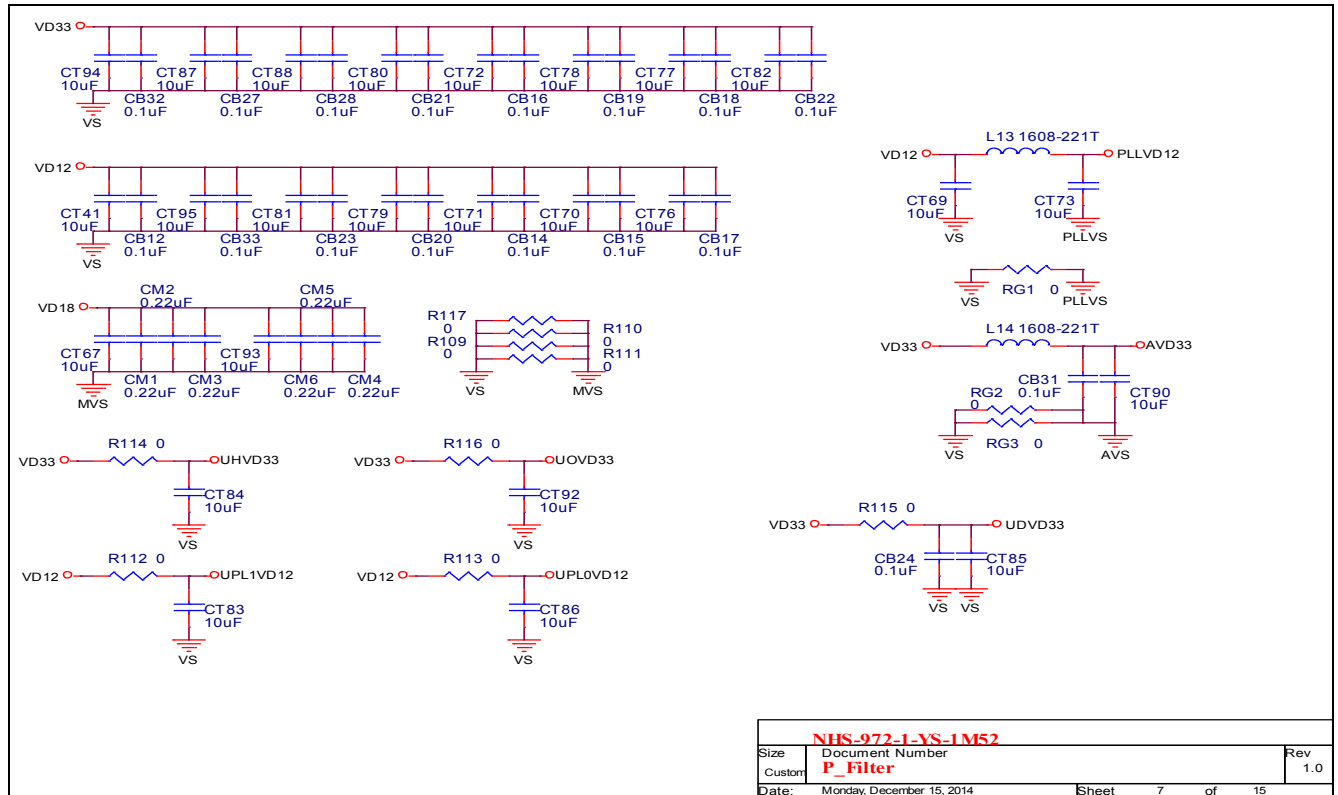 VD33
CT94 CT87 CT88 CT80 CT72 CT78 CT77 CT82
10uF 10uF 10uF 10uF 10uF 10uF 10uF 10uF
CB32 CB27 CB28 CB21 CB16 CB19 CB18 CB22
0.1uF 0.1uF 0.1uF 0.1uF 0.1uF 0.1uF 0.1uF 0.1uF
VS
VD12
CT41 CT95 CT81 CT79 CT71 CT70 CT76
10uF 10uF 10uF 10uF 10uF 10uF 10uF
CB12 CB33 CB23 CB20 CB14 CB15 CB17
0.1uF 0.1uF 0.1uF 0.1uF 0.1uF 0.1uF 0.1uF
VS
CM2 CM5
0.22uF 0.22uF
VD18
CT67 CT93
10uF 10uF
CM1 CM3 CM6 CM4
0.22uF 0.22uF 0.22uF 0.22uF
MVS
R117
0
R109
0
R110
0
R111
0
VS MVS
R114 0
VD33 UHVD33
CT84
10uF
VS
R116 0
VD33 UOVD33
CT92
10uF
VS
R112 0
VD12 UPL1VD12
CT83
10uF
VS
R113 0
VD12 UPL0VD12
CT86
10uF
VS
L13 1608-221T
VD12 PLLVD12
CT69 CT73
10uF 10uF
VS PLLVS
RG1 0
VS PLLVS
L14 1608-221T
VD33 AVD33
CB31 CT90
0.1uF 10uF
RG2
0
RG3 0
VS AVS
R115 0
VD33 UDVD33
CB24 CT85
0.1uF 10uF
VS VS
NHS-972-1-YS-1M52
Size Document Number Rev
Custom P_Filter 1.0
Date: Monday, December 15, 2014 Sheet 7 of 15